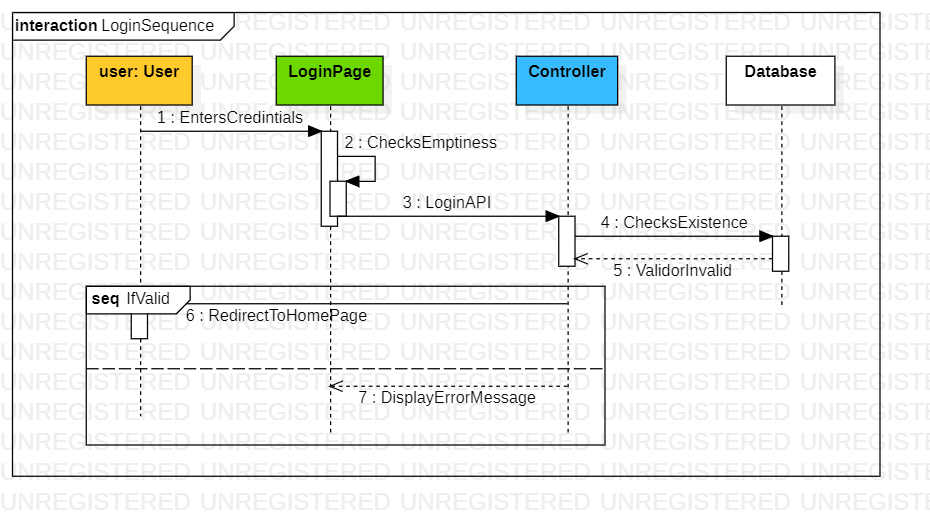 interaction LoginSequence
user: User
LoginPage
Controller
Database
1 : EntersCredintials
2 : ChecksEmptiness
3 : LoginAPI
4 : ChecksExistence
5 : ValidorInvalid
seq IfValid
6 : RedirectToHomePage
7 : DisplayErrorMessage
UNREGISTERED UNREGISTERED UNREGISTERED UNREGISTERED UNREGISTERED